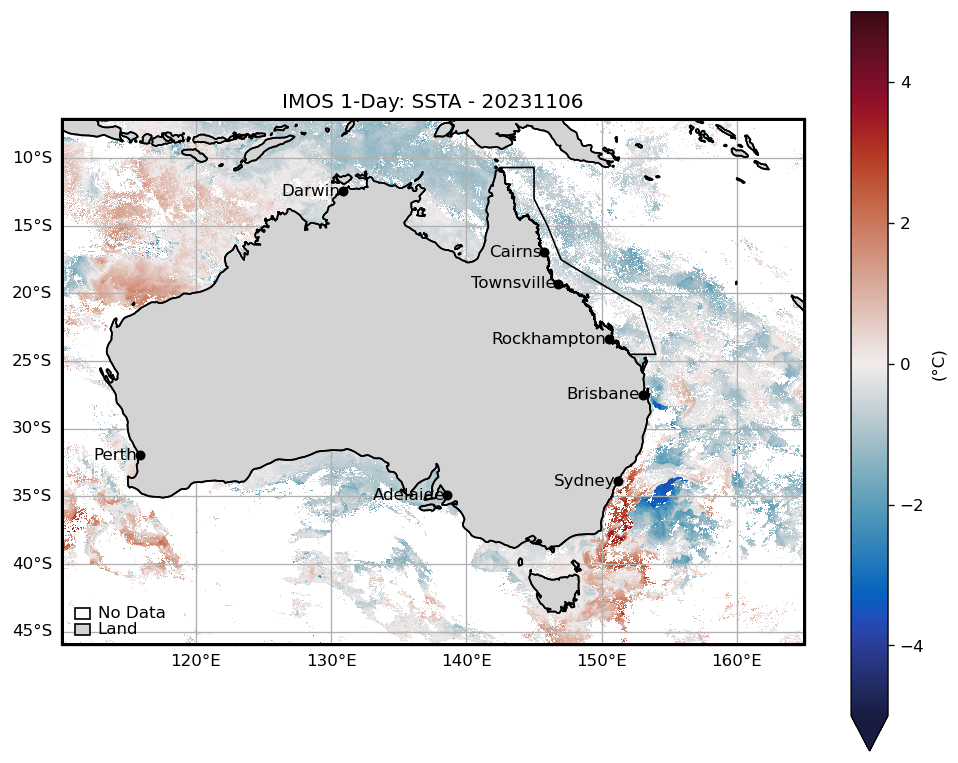 IMOS 1-Day: SSTA - 20231106
4
2
0
−2
−4
(°C)
10°S
15°S
20°S
25°S
30°S
35°S
40°S
45°S
Darwin
Cairns
Townsville
Rockhampton
Brisbane
Perth
Sydney
Adelaide
No Data
Land
120°E
130°E
140°E
150°E
160°E